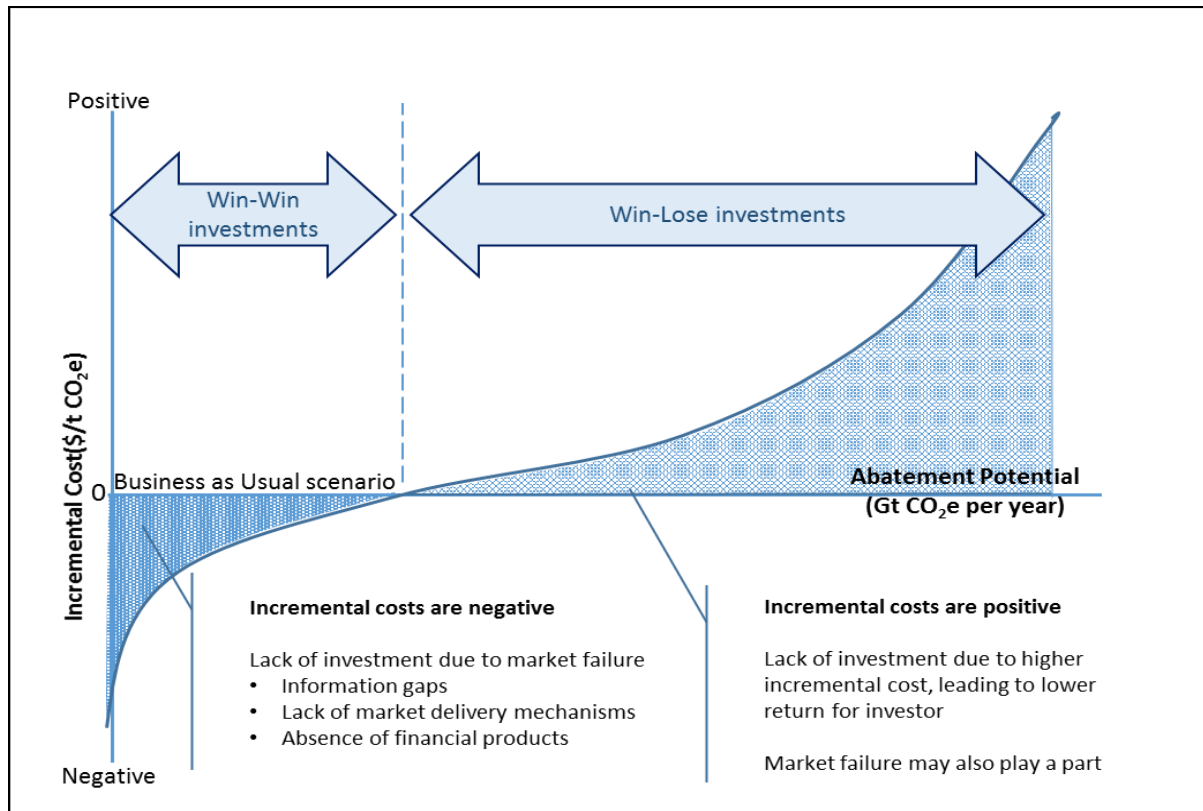 Positive
Win-Win
investments
Win-Lose investments
Incremental Cost($/t CO₂e)
0
Business as Usual scenario
Abatement Potential
(Gt CO₂e per year)
Incremental costs are negative
Lack of investment due to market failure
• Information gaps
• Lack of market delivery mechanisms
• Absence of financial products
Incremental costs are positive
Lack of investment due to higher
incremental cost, leading to lower
return for investor
Market failure may also play a part
Negative